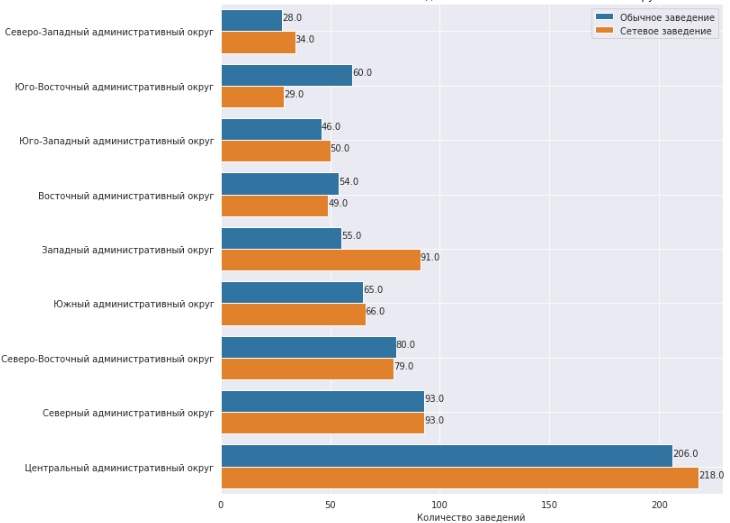 Обычное заведение
Сетевое заведение
Северо-Западный административный округ
28.0
34.0
Юго-Восточный административный округ
60.0
29.0
Юго-Западный административный округ
46.0
50.0
Восточный административный округ
54.0
49.0
Западный административный округ
55.0
91.0
Южный административный округ
65.0
66.0
Северо-Восточный административный округ
80.0
79.0
Северный административный округ
93.0
93.0
Центральный административный округ
206.0
218.0
0 50 100 150 200
Количество заведений